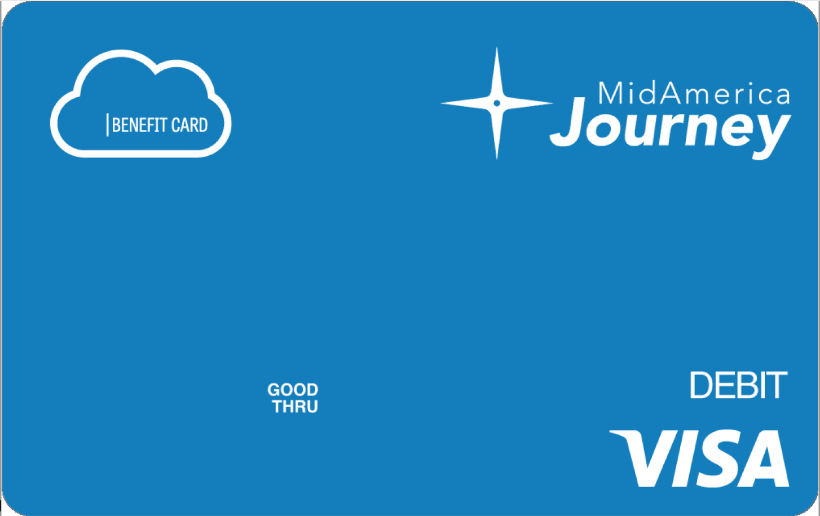 |BENEFIT CARD
MidAmerica
Journey
GOOD
THRU
DEBIT
VISA